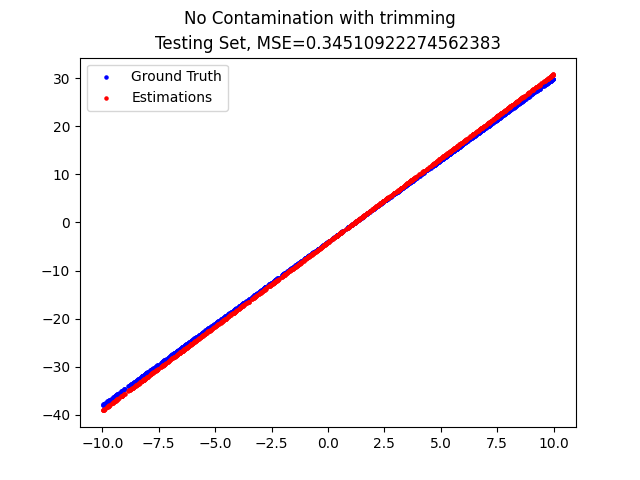 No Contamination with trimming
Testing Set, MSE=0.34510922274562383
Ground Truth
Estimations
30
20
10
0
−10
−20
−30
−40
−10.0 −7.5 −5.0 −2.5 0.0 2.5 5.0 7.5 10.0